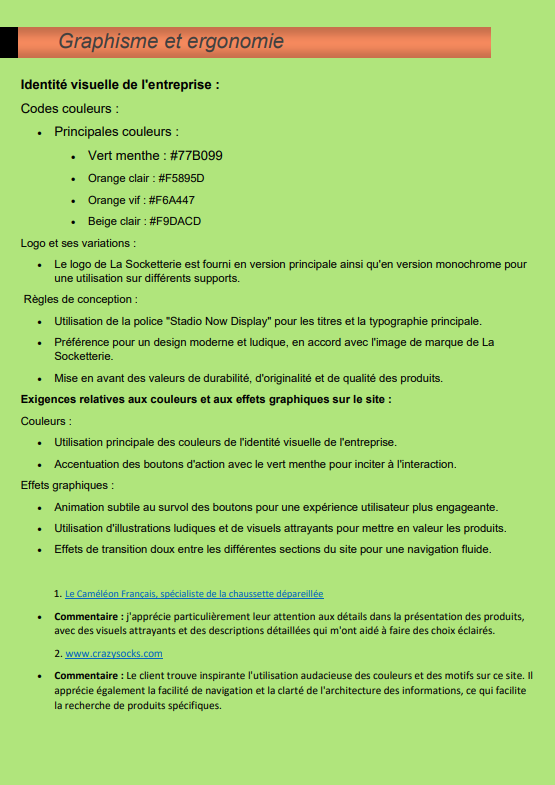 Graphisme et ergonomie
Identité visuelle de l'entreprise :
Codes couleurs :
• Principales couleurs :
• Vert menthe : #77B099
• Orange clair : #F5895D
• Orange vif : #F6A447
• Beige clair : #F9DACD
Logo et ses variations :
• Le logo de La Socketterie est fourni en version principale ainsi qu'en version monochrome pour
une utilisation sur différents supports.
Règles de conception :
• Utilisation de la police "Stadio Now Display" pour les titres et la typographie principale.
• Préférence pour un design moderne et ludique, en accord avec l'image de marque de La
Socketterie.
• Mise en avant des valeurs de durabilité, d'originalité et de qualité des produits.
Exigences relatives aux couleurs et aux effets graphiques sur le site :
Couleurs :
• Utilisation principale des couleurs de l'identité visuelle de l'entreprise.
• Accentuation des boutons d'action avec le vert menthe pour inciter à l'interaction.
Effets graphiques :
• Animation subtile au survol des boutons pour une expérience utilisateur plus engageante.
• Utilisation d'illustrations ludiques et de visuels attrayants pour mettre en valeur les produits.
• Effets de transition doux entre les différentes sections du site pour une navigation fluide.
1. Le Caméléon Français, spécialiste de la chaussette dépareillée
• Commentaire : j'apprécie particulièrement leur attention aux détails dans la présentation des produits,
avec des visuels attrayants et des descriptions détaillées qui m'ont aidé à faire des choix éclairés.
2. www.crazysocks.com
• Commentaire : Le client trouve inspirante l'utilisation audacieuse des couleurs et des motifs sur ce site. Il
apprécie également la facilité de navigation et la clarté de l'architecture des informations, ce qui facilite
la recherche de produits spécifiques.